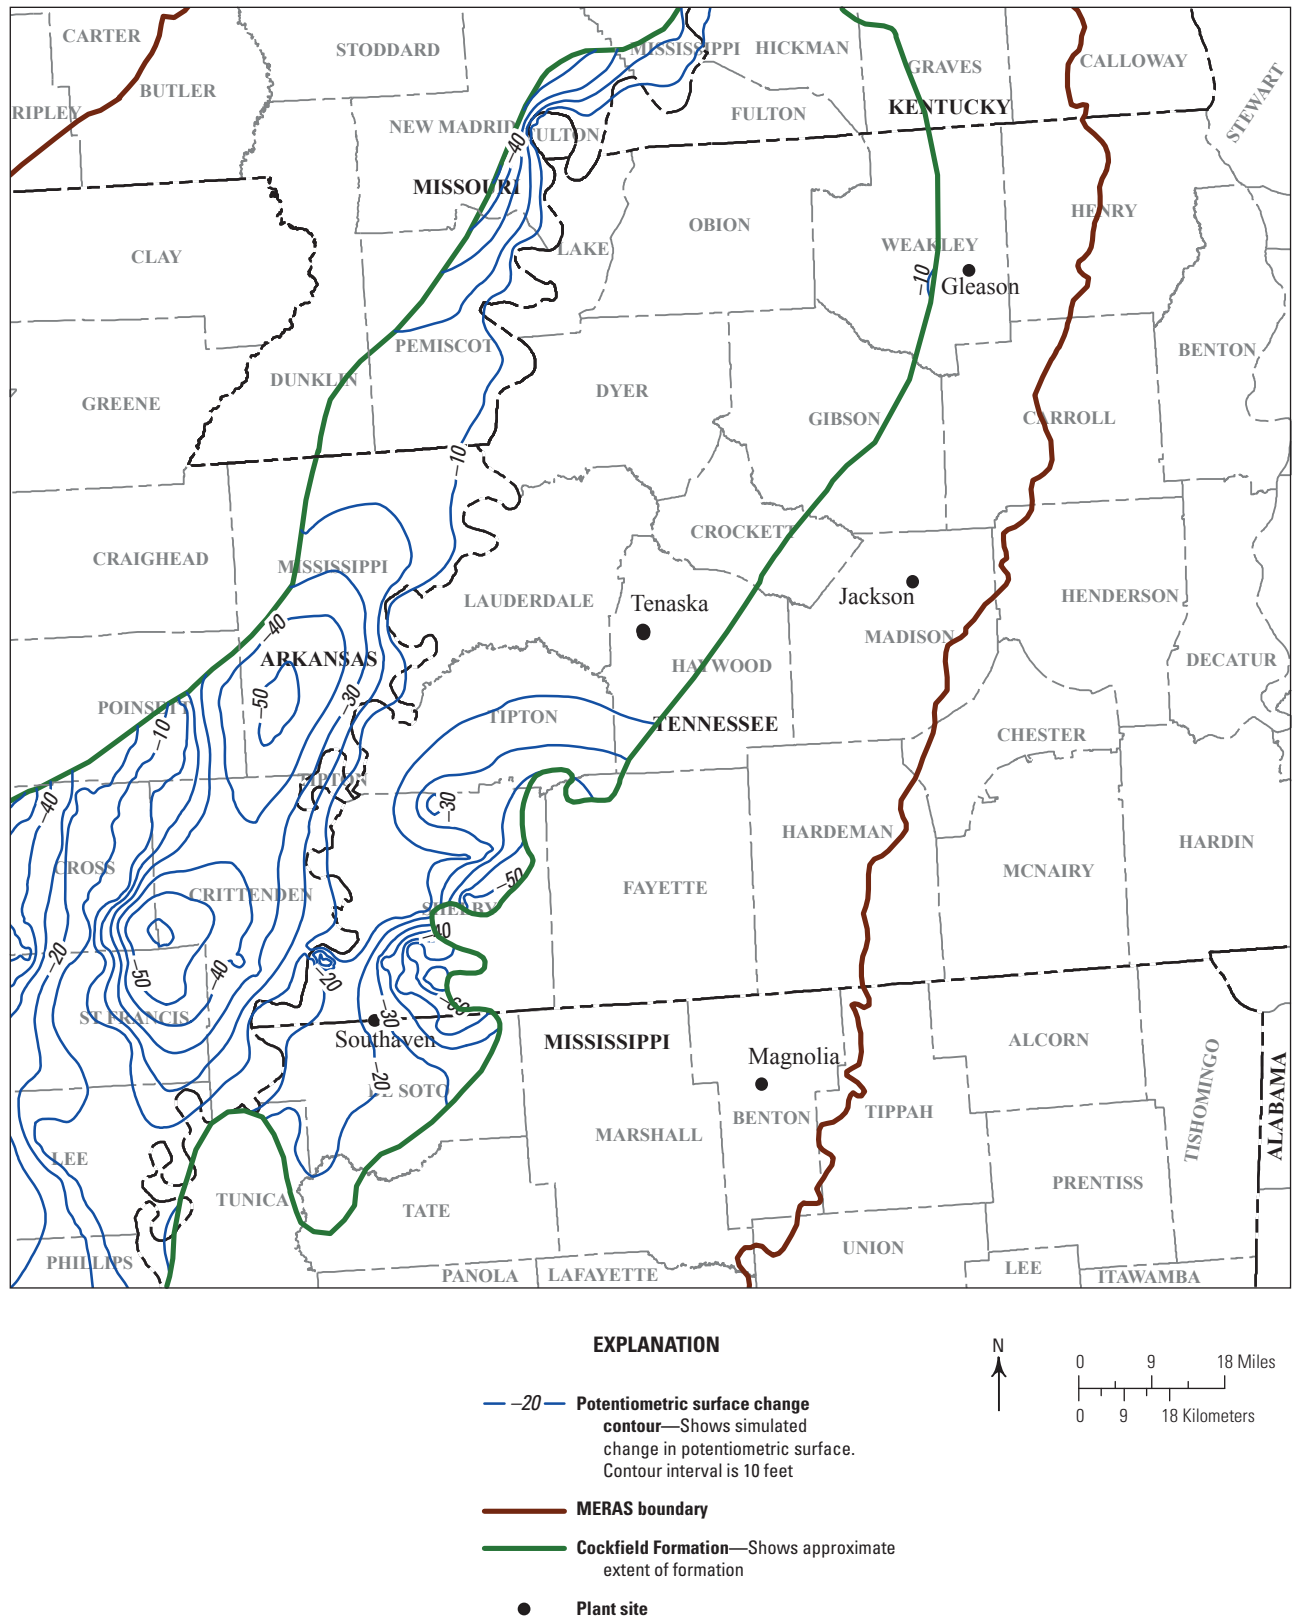 CARTER
STODDARD
MISSISSIPPI
HICKMAN
GRAVES
CALLOWAY
STEWART
BUTLER
RIPLEY
NEW MADRID
FULTON
FULTON
KENTUCKY
–40
MISSOURI
HENRY
OBION
LAKE
WEAKLEY
CLAY
–10
Gleason
PEMISCOT
BENTON
DUNKLIN
DYER
GREENE
GIBSON
CARROLL
–10
CROCKETT
CRAIGHEAD
MISSISSIPPI
LAUDERDALE
Tenaska
Jackson
HENDERSON
–40
MADISON
ARKANSAS
HAYWOOD
DECATUR
–50
–30
POINSETT
TIPTON
TENNESSEE
–10
CHESTER
TIPTON
–40
–30
HARDEMAN
HARDIN
CROSS
MCNAIRY
CRITTENDEN
–50
FAYETTE
SHELBY
–40
–20
–50
–40
–20
–60
ST FRANCIS
–30
Southaven
MISSISSIPPI
ALCORN
Magnolia
–20
DE SOTO
TISHOMINGO
ALABAMA
BENTON
TIPPAH
MARSHALL
LEE
PRENTISS
TUNICA
TATE
UNION
PHILLIPS
PANOLA
LAFAYETTE
LEE
ITAWAMBA
EXPLANATION
–20
Potentiometric surface change
contour—Shows simulated
change in potentiometric surface.
Contour interval is 10 feet
MERAS boundary
Cockfield Formation—Shows approximate
extent of formation
Plant site
N
0 9 18 Miles
0 9 18 Kilometers